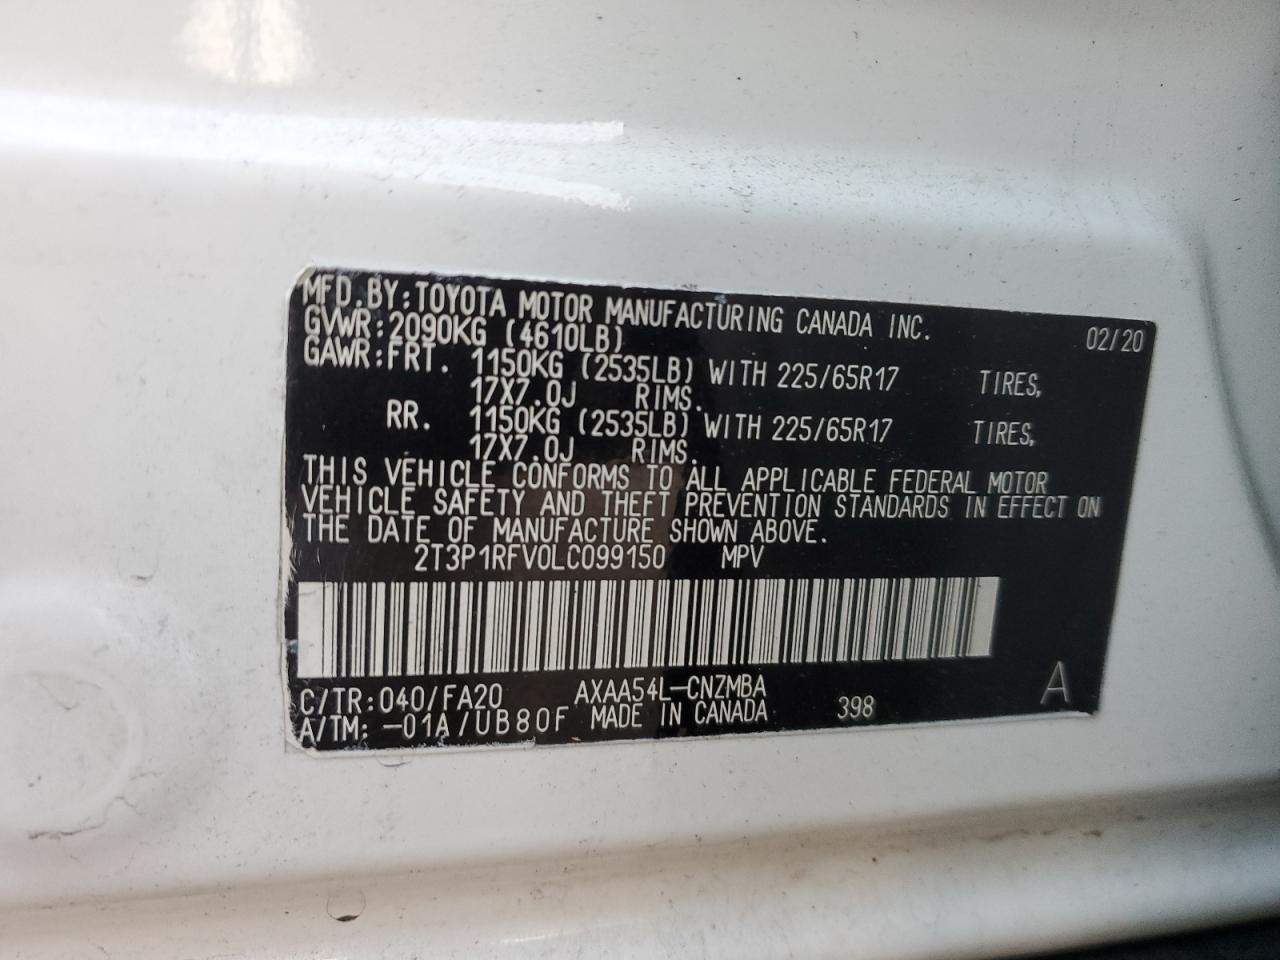 MFD.BY:TOYOTA MOTOR MANUFACTURING CANADA INC. 02/20
GVWR:2090KG (4610LB)
GAWR:FRT. 1150KG (2535LB) WITH 225/65R17 TIRES,
17X7.0J RIMS.
RR. 1150KG (2535LB) WITH 225/65R17 TIRES,
17X7.0J RIMS.
THIS VEHICLE CONFORMS TO ALL APPLICABLE FEDERAL MOTOR
VEHICLE SAFETY AND THEFT PREVENTION STANDARDS IN EFFECT ON
THE DATE OF MANUFACTURE SHOWN ABOVE.
2T3P1RFV0LC099150 MPV
C/TR:040/FA20 AXAA54L-CNZMBA A
A/TM: -01A/UB80F MADE IN CANADA 398